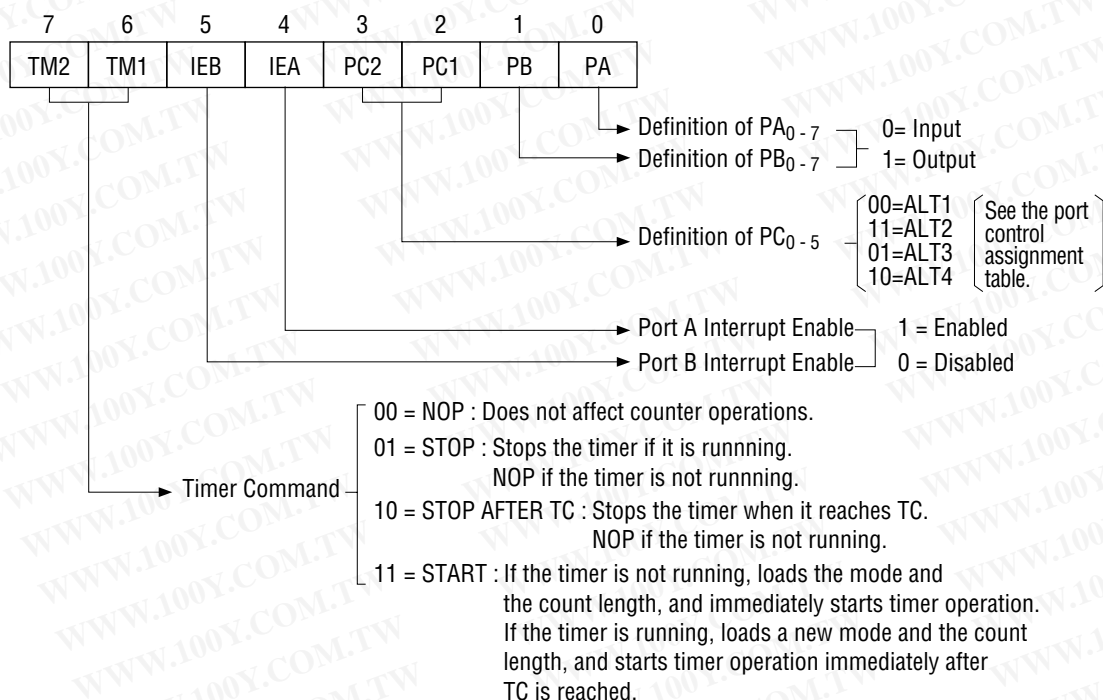 7 6 5 4 3 2 1 0
TM2 TM1 IEB IEA PC2 PC1 PB PA
Definition of PA0 - 7
0= Input
Definition of PB0 - 7
1= Output
Definition of PC0 - 5
00=ALT1
11=ALT2
01=ALT3
10=ALT4
See the port
control
assignment
table.
Port A Interrupt Enable
1 = Enabled
Port B Interrupt Enable
0 = Disabled
Timer Command
00 = NOP : Does not affect counter operations.
01 = STOP : Stops the timer if it is runnning.
NOP if the timer is not runnning.
10 = STOP AFTER TC : Stops the timer when it reaches TC.
NOP if the timer is not running.
11 = START : If the timer is not running, loads the mode and
the count length, and immediately starts timer operation.
If the timer is running, loads a new mode and the count
length, and starts timer operation immediately after
TC is reached.
WWW.100Y.COM.TW